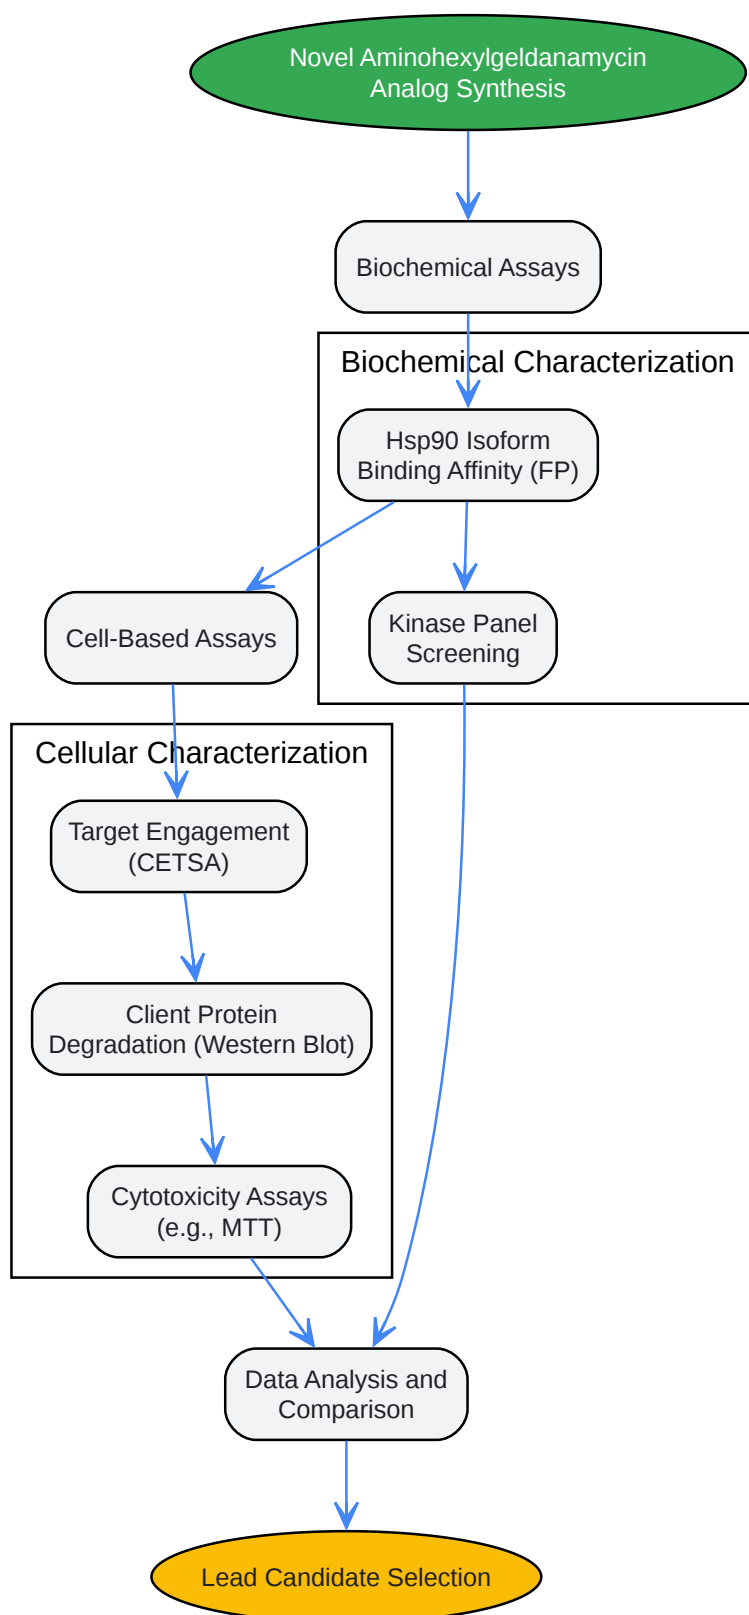 Novel Aminohexylgeldanamycin
Analog Synthesis
Biochemical Assays
Biochemical Characterization
Hsp90 Isoform
Binding Affinity (FP)
Cell-Based Assays
Kinase Panel
Screening
Cellular Characterization
Target Engagement
(CETSA)
Client Protein
Degradation (Western Blot)
Cytotoxicity Assays
(e.g., MTT)
Data Analysis and
Comparison
Lead Candidate Selection